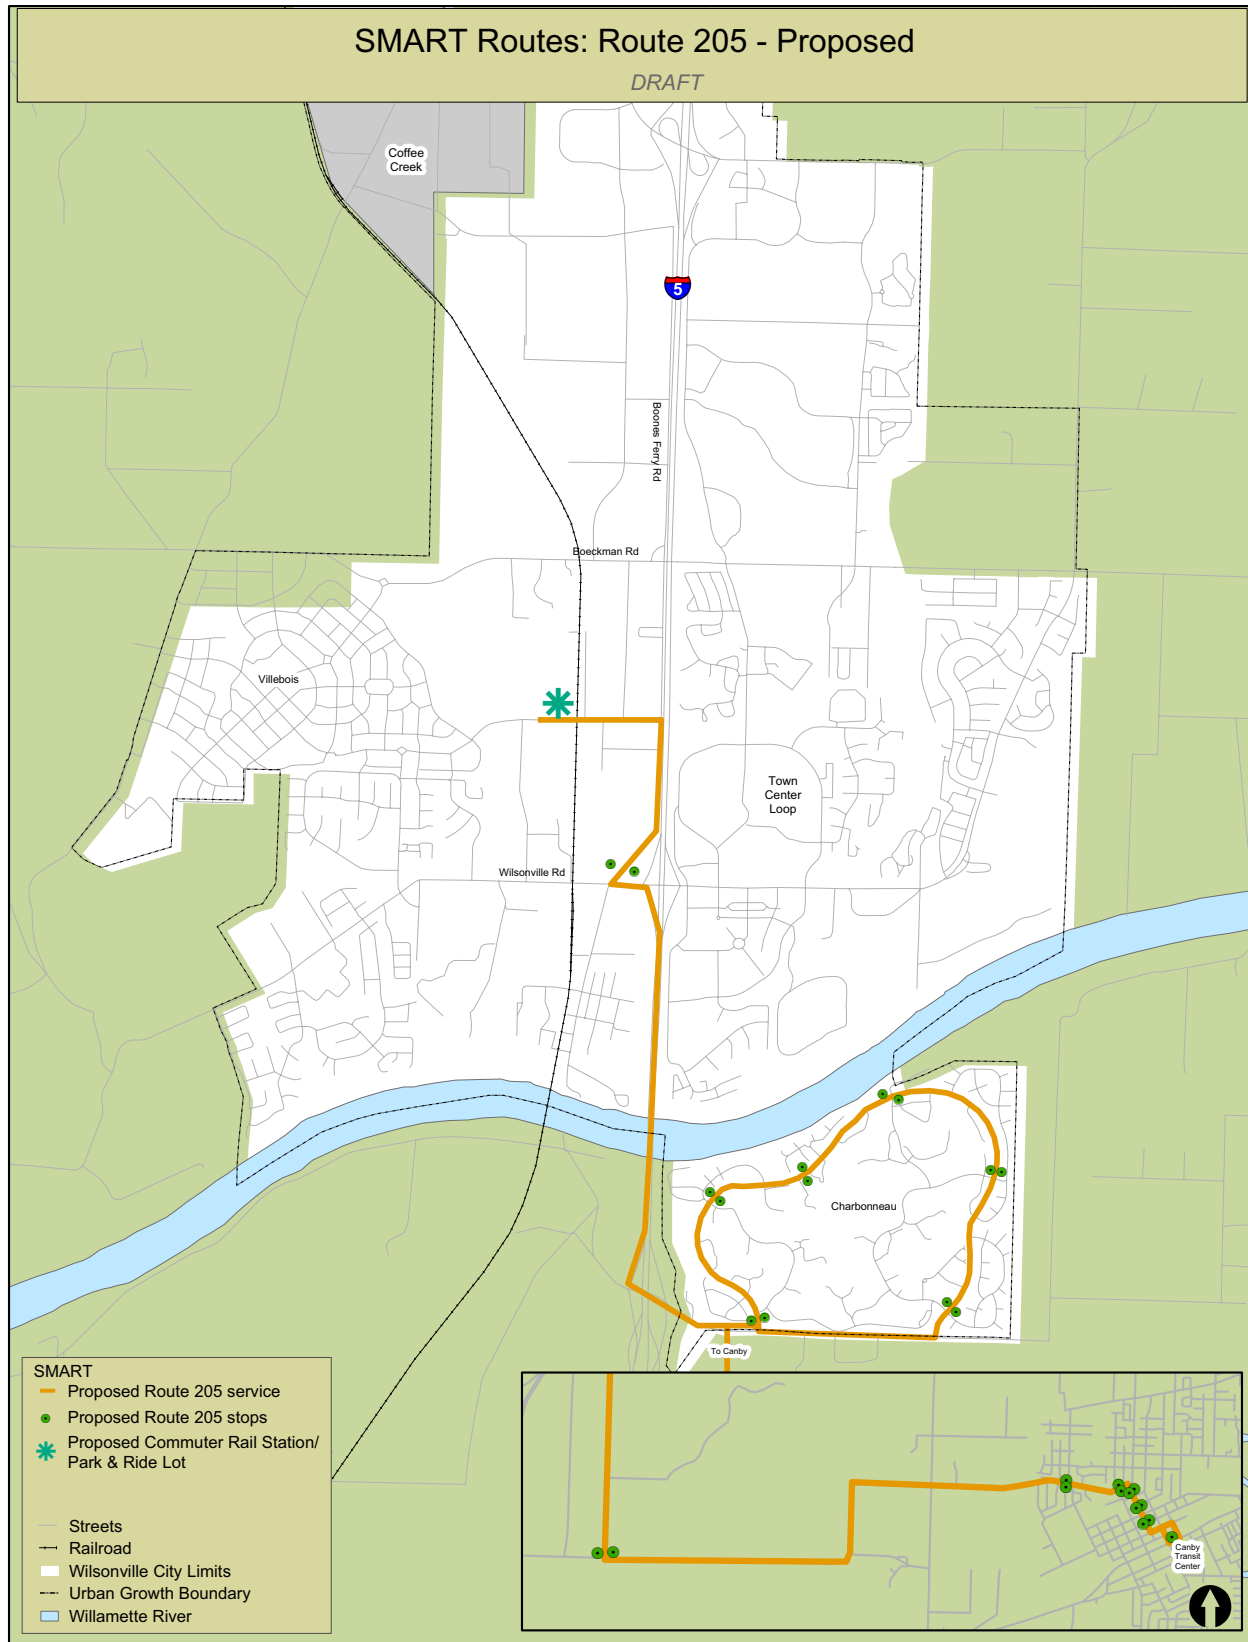 SMART Routes: Route 205 - Proposed
DRAFT
Coffee
Creek
5
Boones Ferry Rd
Boeckman Rd
Villebois
Town
Center
Loop
Wilsonville Rd
Charbonneau
To Canby
SMART
Proposed Route 205 service
Proposed Route 205 stops
Proposed Commuter Rail Station/
Park & Ride Lot
Streets
Railroad
Wilsonville City Limits
Urban Growth Boundary
Willamette River
Canby
Transit
Center